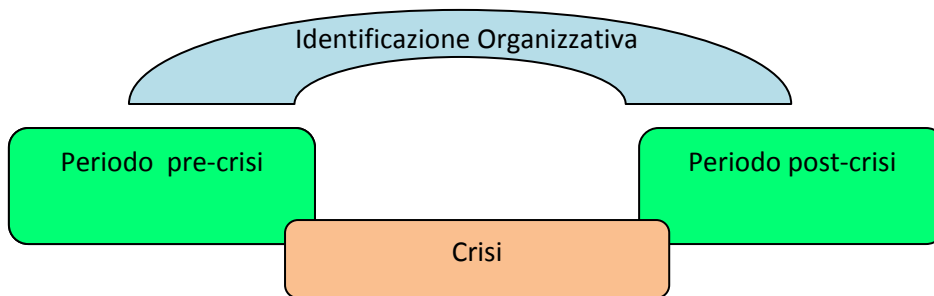 Identificazione Organizzativa
Periodo pre-crisi
Periodo post-crisi
Crisi